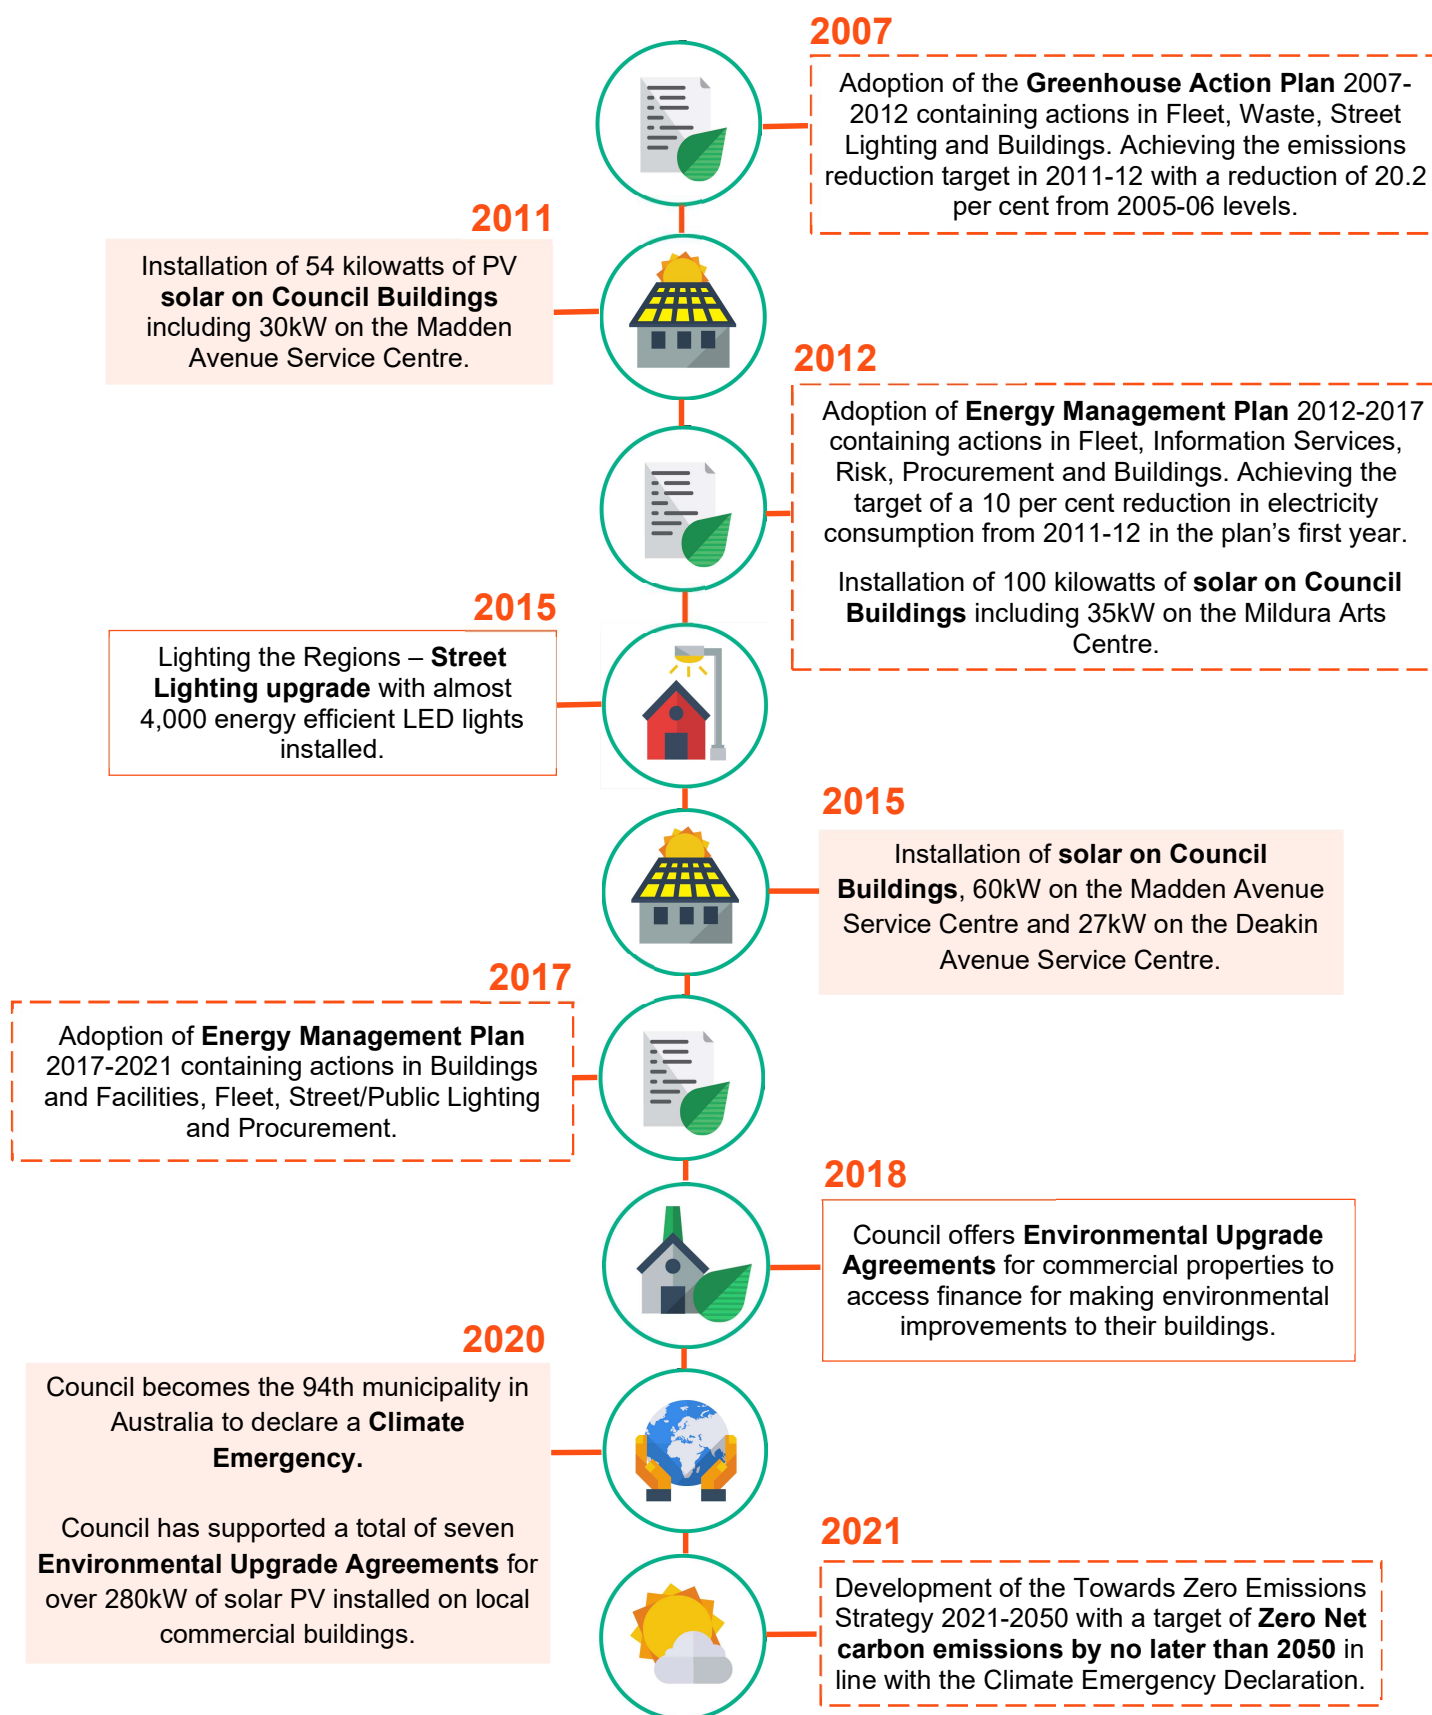 2007
Adoption of the Greenhouse Action Plan 2007-
2012 containing actions in Fleet, Waste, Street
Lighting and Buildings. Achieving the emissions
reduction target in 2011-12 with a reduction of 20.2
per cent from 2005-06 levels.
2011
Installation of 54 kilowatts of PV
solar on Council Buildings
including 30kW on the Madden
Avenue Service Centre.
2012
Adoption of Energy Management Plan 2012-2017
containing actions in Fleet, Information Services,
Risk, Procurement and Buildings. Achieving the
target of a 10 per cent reduction in electricity
consumption from 2011-12 in the plan’s first year.
Installation of 100 kilowatts of solar on Council
Buildings including 35kW on the Mildura Arts
Centre.
2015
Lighting the Regions – Street
Lighting upgrade with almost
4,000 energy efficient LED lights
installed.
2015
Installation of solar on Council
Buildings, 60kW on the Madden Avenue
Service Centre and 27kW on the Deakin
Avenue Service Centre.
2017
Adoption of Energy Management Plan
2017-2021 containing actions in Buildings
and Facilities, Fleet, Street/Public Lighting
and Procurement.
2018
Council offers Environmental Upgrade
Agreements for commercial properties to
access finance for making environmental
improvements to their buildings.
2020
Council becomes the 94th municipality in
Australia to declare a Climate
Emergency.
Council has supported a total of seven
Environmental Upgrade Agreements for
over 280kW of solar PV installed on local
commercial buildings.
2021
Development of the Towards Zero Emissions
Strategy 2021-2050 with a target of Zero Net
carbon emissions by no later than 2050 in
line with the Climate Emergency Declaration.